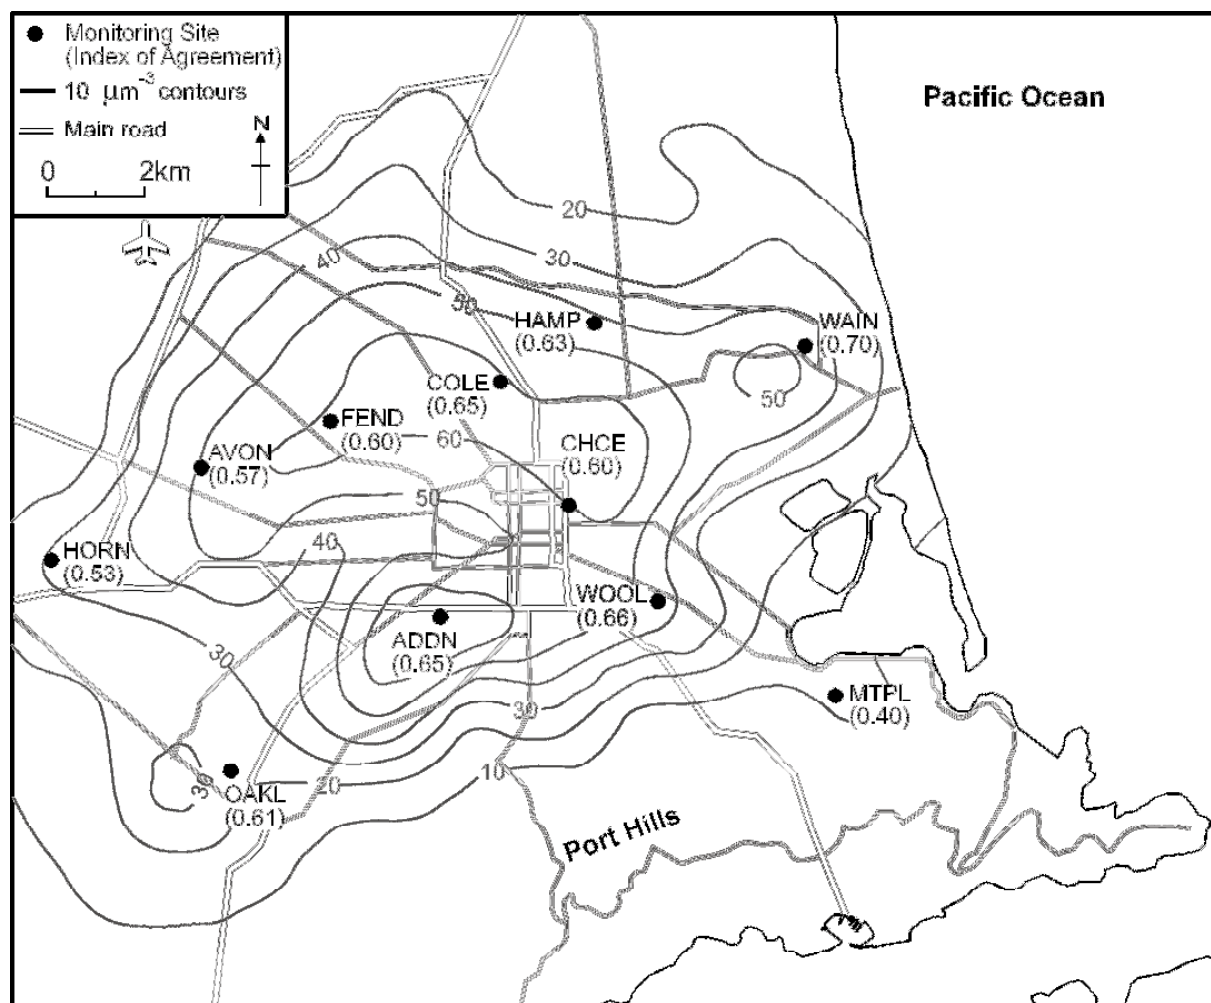 Monitoring Site
(Index of Agreement)
10 µm⁻³ contours
Main road
N
0 2km
Pacific Ocean
20
30
40
50
HAMP
(0.63)
WAIN
(0.70)
COLE
(0.65)
50
FEND
(0.60)
60
CHCE
(0.60)
AVON
(0.57)
50
40
HORN
(0.53)
WOOL
(0.66)
ADDN
(0.65)
30
MTPL
(0.40)
30
10
20
30
OAKL
(0.61)
Port Hills